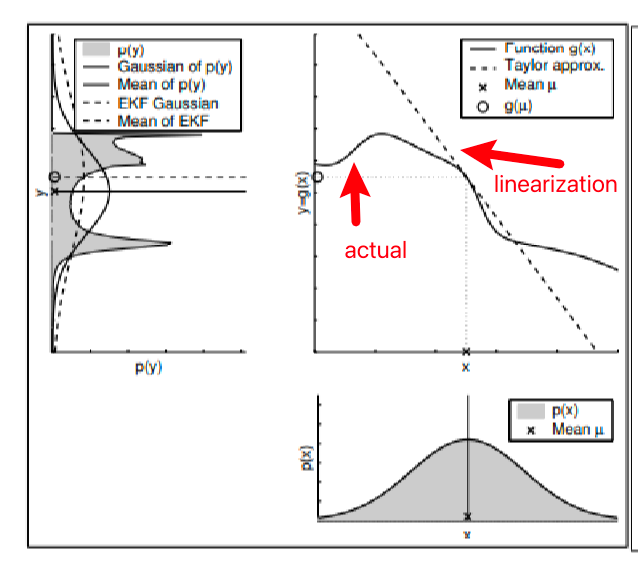 p(y)
Gaussian of p(y)
Mean of p(y)
EKF Gaussian
Mean of EKF
y
p(y)
Function g(x)
Taylor approx.
Mean μ
g(μ)
linearization
actual
y=g(x)
x
p(x)
Mean μ
p(x)